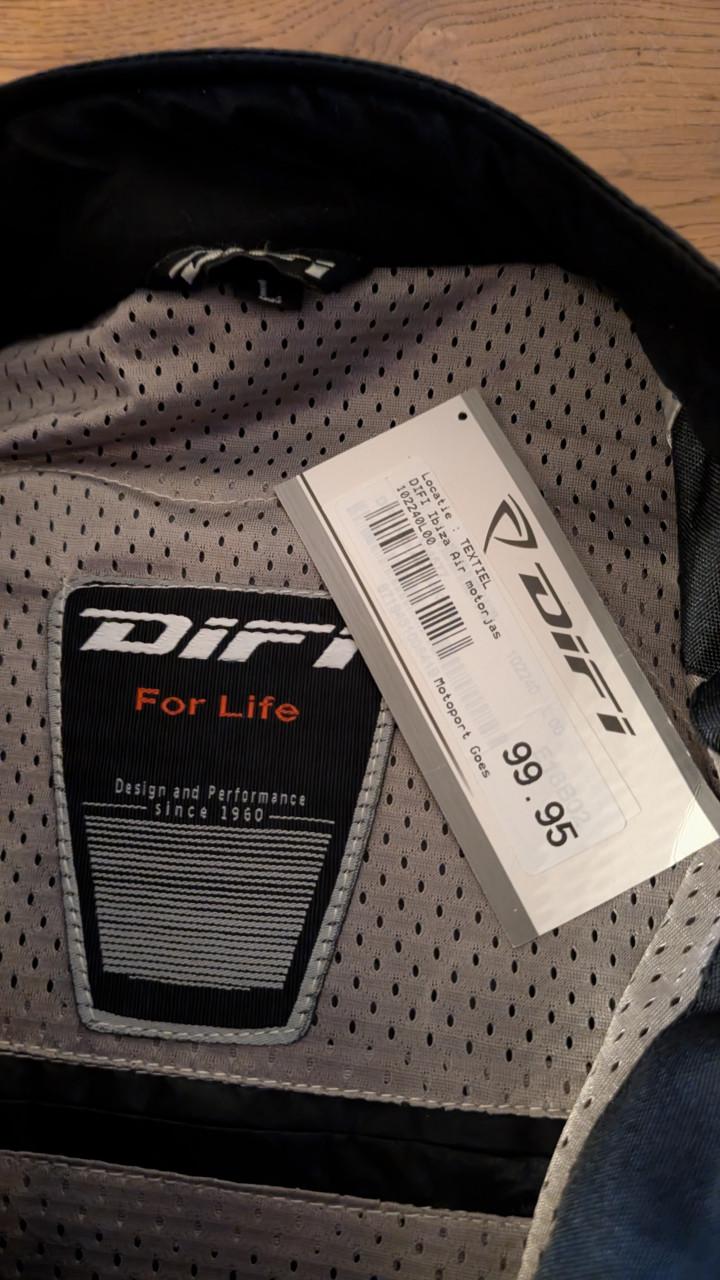 L
DIFI
For Life
Design and Performance
since 1960
DIFI
Locatie : TEXTIEL
DIFI Ibiza Air motorjas
102240L00
Motoport Goes
99.95